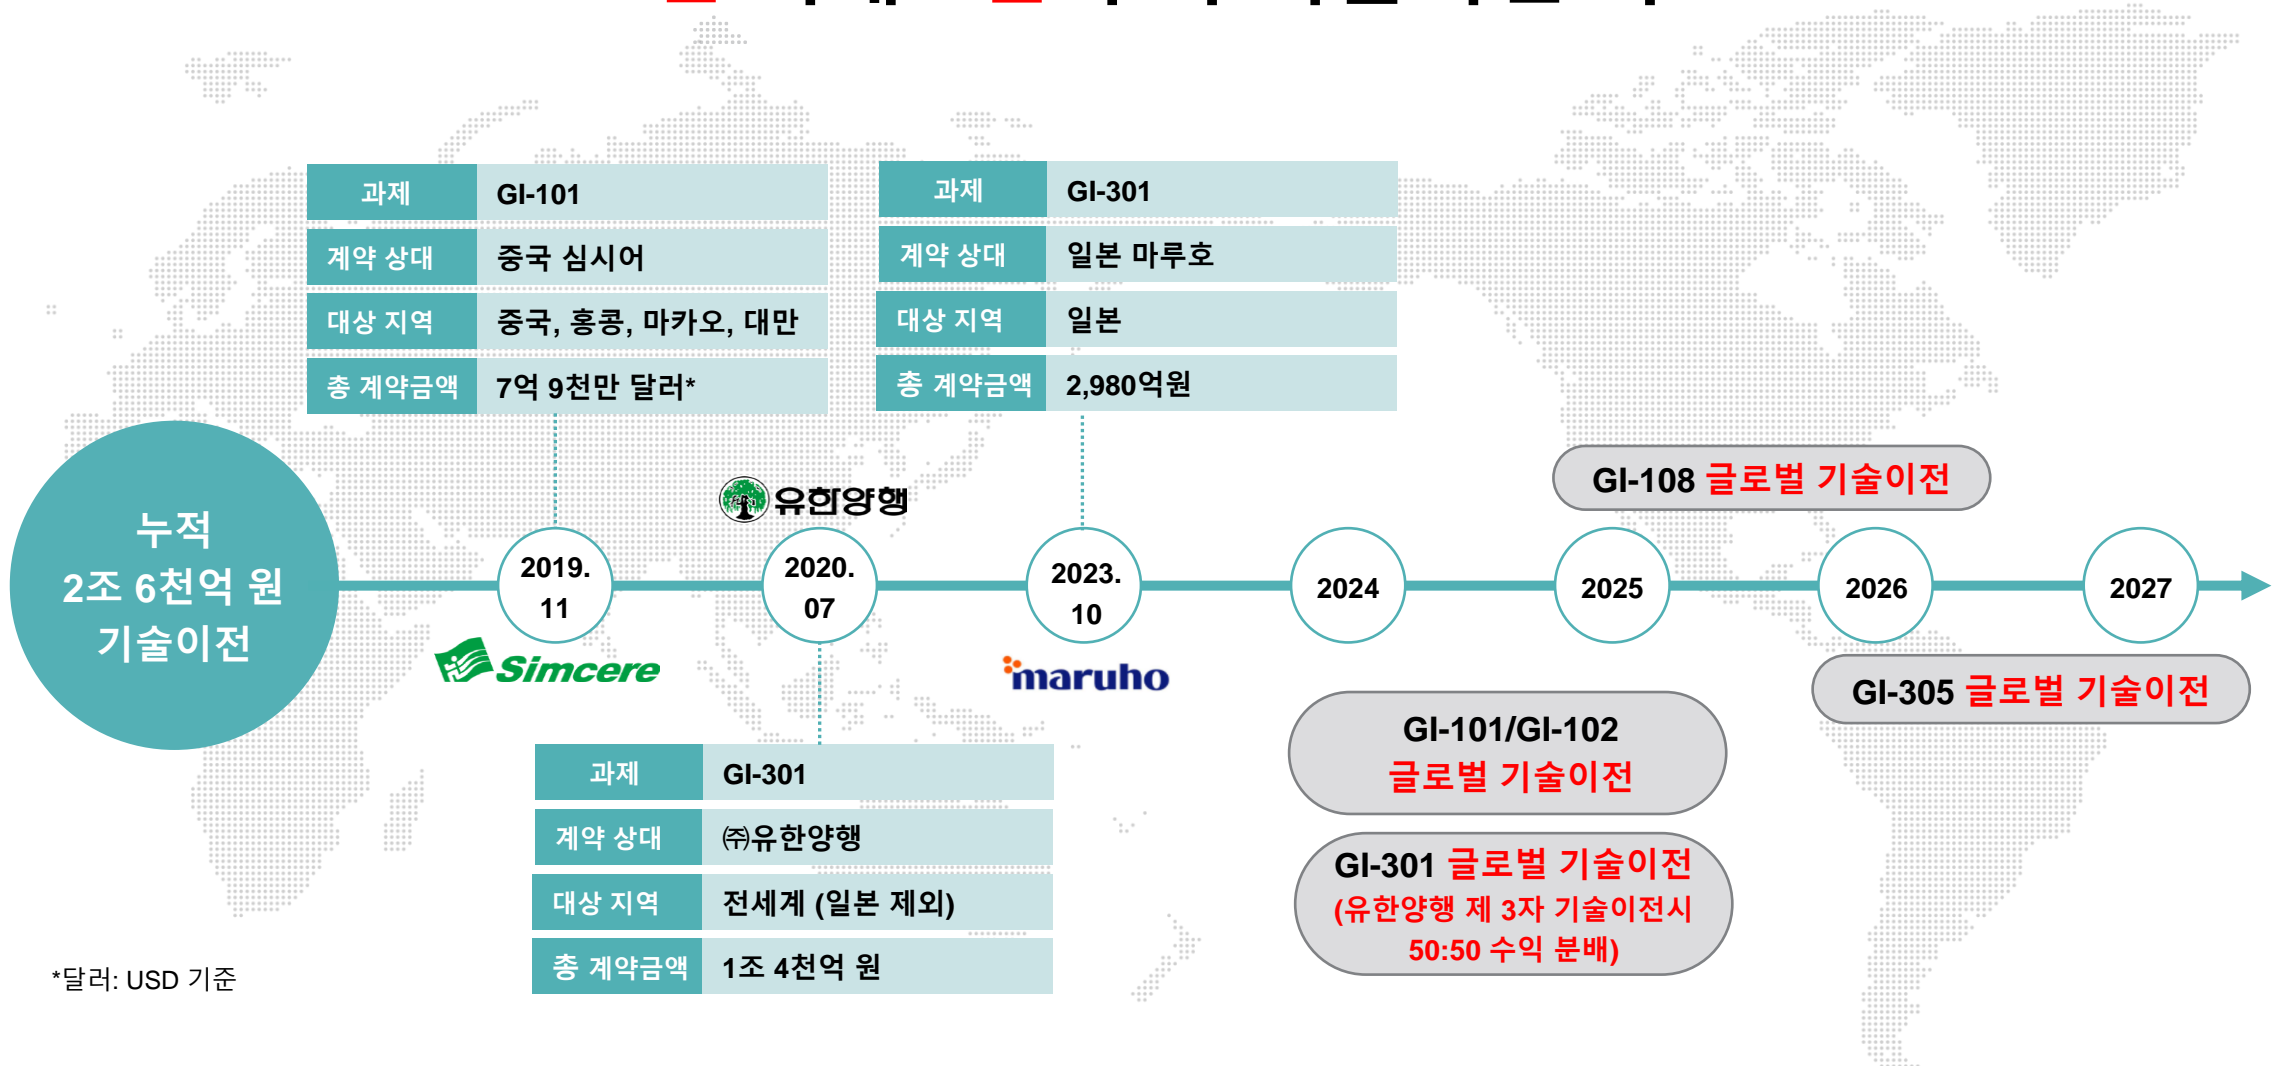 과제 GI-101
계약 상대 중국 심시어
대상 지역 중국, 홍콩, 마카오, 대만
총 계약금액 7억 9천만 달러*
과제 GI-301
계약 상대 일본 마루호
대상 지역 일본
총 계약금액 2,980억원
GI-108 글로벌 기술이전
유한양행
누적
2조 6천억 원
기술이전
2019.
11
2020.
07
2023.
10
2024
2025
2026
2027
Simcere
maruho
GI-305 글로벌 기술이전
GI-101/GI-102
글로벌 기술이전
과제 GI-301
계약 상대 ㈜유한양행
대상 지역 전세계 (일본 제외)
총 계약금액 1조 4천억 원
GI-301 글로벌 기술이전
(유한양행 제 3자 기술이전시
50:50 수익 분배)
*달러: USD 기준